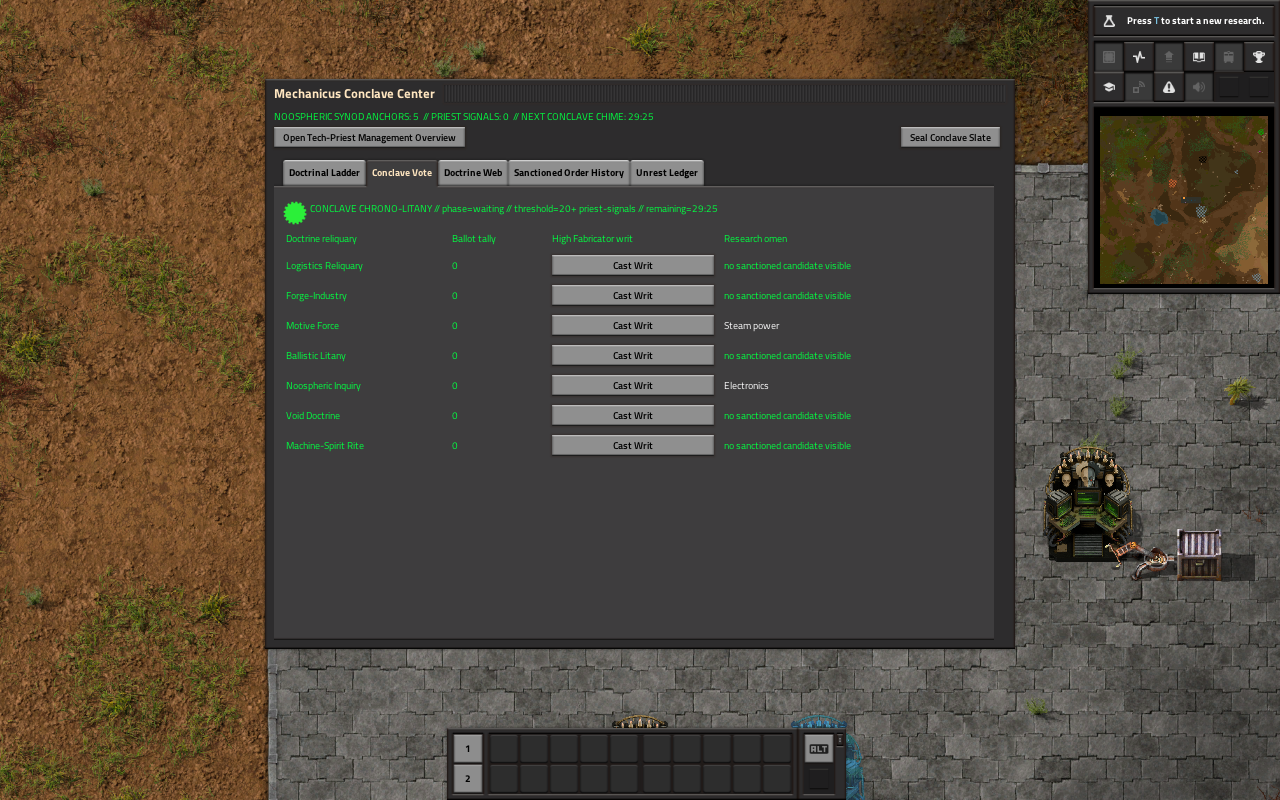 Press T to start a new research.
Mechanicus Conclave Center
NOOSPHERIC SYNOD ANCHORS: 5 // PRIEST SIGNALS: 0 // NEXT CONCLAVE CHIME: 29:25
Open Tech-Priest Management Overview
Seal Conclave Slate
Doctrinal Ladder
Conclave Vote
Doctrine Web
Sanctioned Order History
Unrest Ledger
CONCLAVE CHRONO-LITANY // phase=waiting // threshold=20+ priest-signals // remaining=29:25
Doctrine reliquary Ballot tally High Fabricator writ Research omen
Logistics Reliquary 0 Cast Writ no sanctioned candidate visible
Forge-Industry 0 Cast Writ no sanctioned candidate visible
Motive Force 0 Cast Writ Steam power
Ballistic Litany 0 Cast Writ no sanctioned candidate visible
Noospheric Inquiry 0 Cast Writ Electronics
Void Doctrine 0 Cast Writ no sanctioned candidate visible
Machine-Spirit Rite 0 Cast Writ no sanctioned candidate visible
1
ALT
2